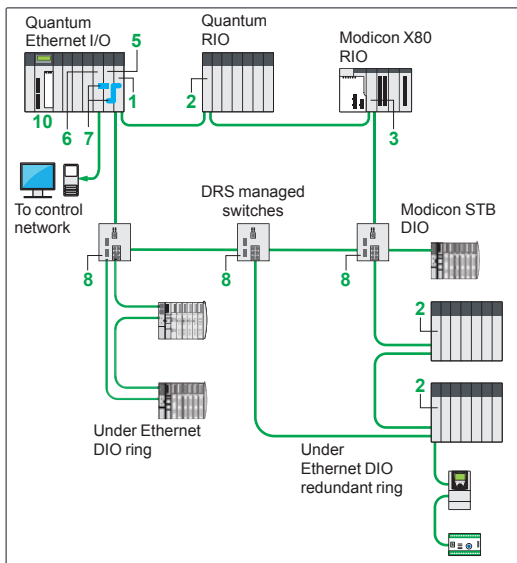 Quantum
Ethernet I/O
5
Quantum
RIO
Modicon X80
RIO
1
2
10
6
7
3
To control
network
DRS managed
switches
Modicon STB
DIO
8
8
8
2
2
Under Ethernet
DIO ring
Under
Ethernet DIO
redundant ring